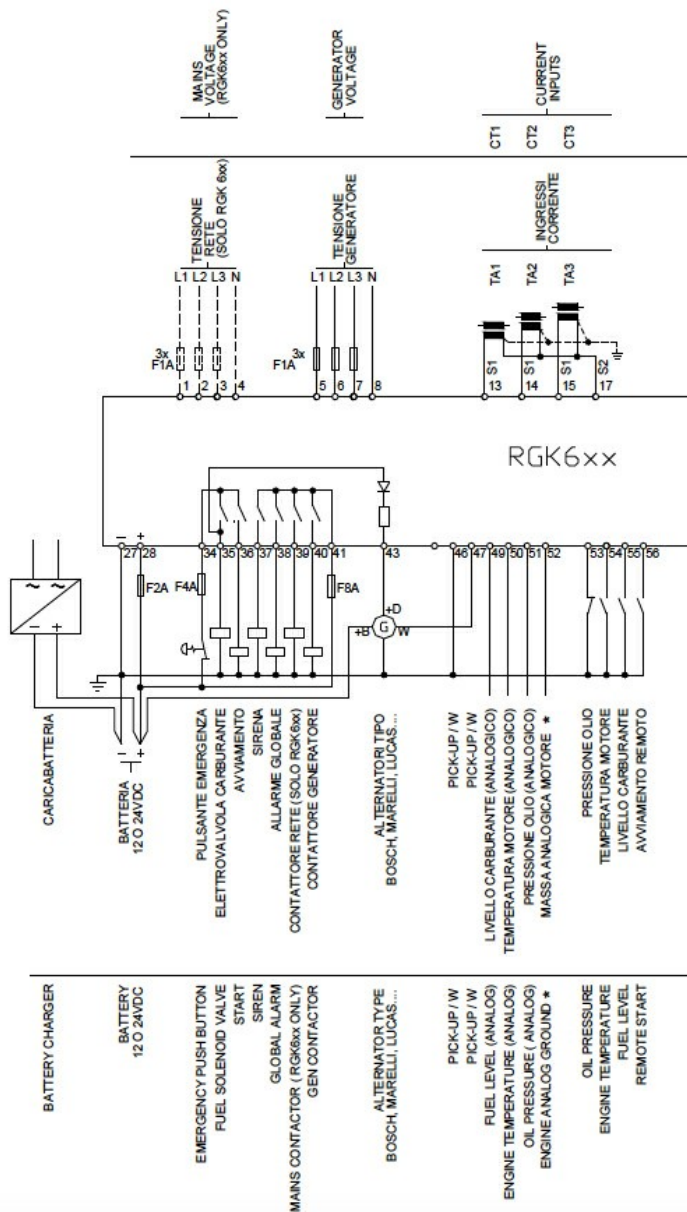 MAINS
VOLTAGE
(RGK6xx ONLY)
GENERATOR
VOLTAGE
CURRENT
INPUTS
CT1
CT2
CT3
TENSIONE
RETE
(SOLO RGK 6xx)
TENSIONE
GENERATORE
INGRESSI
CORRENTE
L1 L2 L3 N
L1 L2 L3 N
TA1
TA2
TA3
3x
F1A
3x
F1A
S1 S1 S1 S2
1 2 3 4
5 6 7 8
13 14 15 17
RGK6xx
− +
27 28
34 35 36 37 38 39 40 41
43
46 47 49 50 51 52
53 54 55 56
~ ~
− +
F2A
F4A
F8A
+D
+B G W
− +
CARICABATTERIA
BATTERIA
12 O 24VDC
PULSANTE EMERGENZA
ELETTROVALVOLA CARBURANTE
AVVIAMENTO
SIRENA
ALLARME GLOBALE
CONTATTORE RETE (SOLO RGK6xx)
CONTATTORE GENERATORE
ALTERNATORI TIPO
BOSCH, MARELLI, LUCAS....
PICK-UP / W
PICK-UP / W
LIVELLO CARBURANTE (ANALOGICO)
TEMPERATURA MOTORE (ANALOGICO)
PRESSIONE OLIO (ANALOGICO)
MASSA ANALOGICA MOTORE *
PRESSIONE OLIO
TEMPERATURA MOTORE
LIVELLO CARBURANTE
AVVIAMENTO REMOTO
BATTERY CHARGER
BATTERY
12 O 24VDC
EMERGENCY PUSH BUTTON
FUEL SOLENOID VALVE
START
SIREN
GLOBAL ALARM
MAINS CONTACTOR ( RGK6xx ONLY)
GEN CONTACTOR
ALTERNATOR TYPE
BOSCH, MARELLI, LUCAS....
PICK-UP / W
PICK-UP / W
FUEL LEVEL (ANALOG)
ENGINE TEMPERATURE (ANALOG)
OIL PRESSURE ( ANALOG)
ENGINE ANALOG GROUND *
OIL PRESSURE
ENGINE TEMPERATURE
FUEL LEVEL
REMOTE START